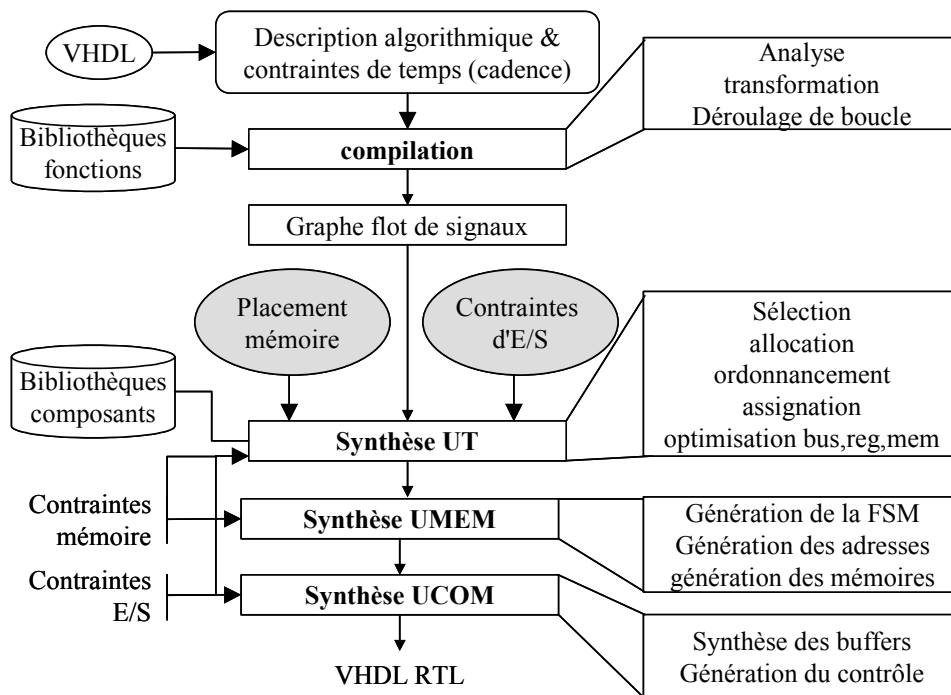 VHDL
Description algorithmique &
contraintes de temps (cadence)
Analyse
transformation
Déroulage de boucle
Bibliothèques
fonctions
compilation
Graphe flot de signaux
Placement
mémoire
Contraintes
d'E/S
Sélection
allocation
ordonnancement
assignation
optimisation bus,reg,mem
Bibliothèques
composants
Synthèse UT
Contraintes
mémoire
Synthèse UMEM
Génération de la FSM
Génération des adresses
génération des mémoires
Contraintes
E/S
Synthèse UCOM
Synthèse des buffers
Génération du contrôle
VHDL RTL